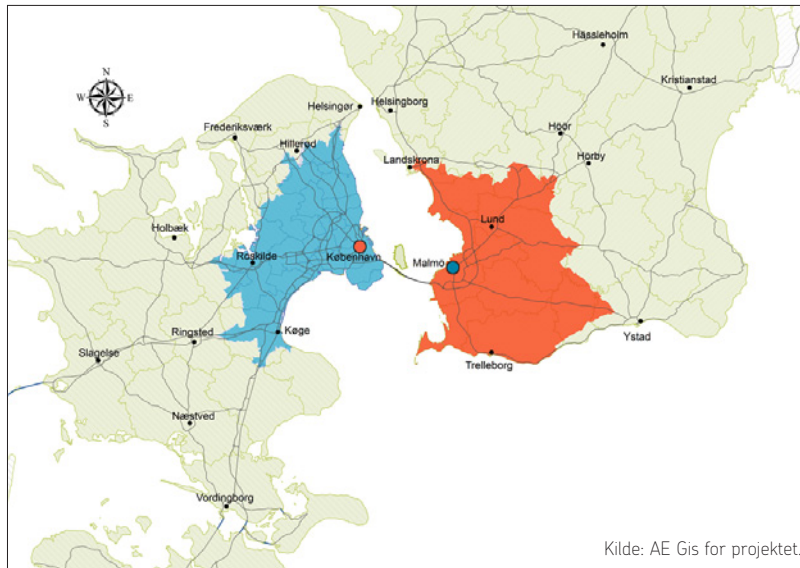 Hässleholm
Kristianstad
N
W E
S
Helsingør
Helsingborg
Frederiksværk
Höör
Hillerød
Hörby
Landskrona
Lund
Holbæk
København
Roskilde
Malmö
Køge
Ystad
Ringsted
Slagelse
Trelleborg
Næstved
Vordingborg
Kilde: AE Gis for projektet.